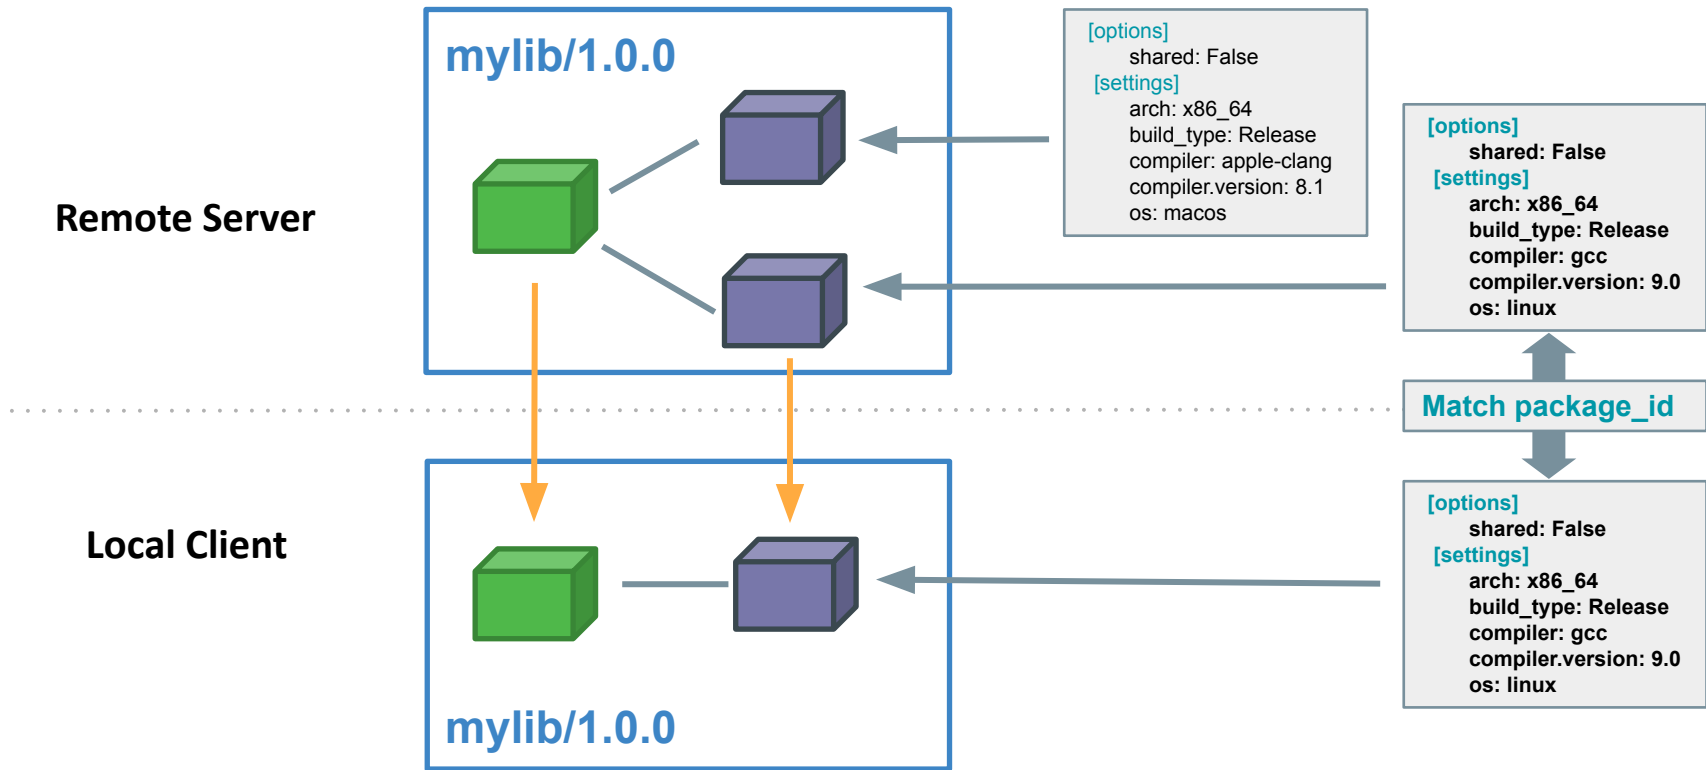 mylib/1.0.0
[options]
shared: False
[settings]
arch: x86_64
build_type: Release
compiler: apple-clang
compiler.version: 8.1
os: macos
[options]
shared: False
[settings]
arch: x86_64
build_type: Release
compiler: gcc
compiler.version: 9.0
os: linux
Remote Server
Match package_id
Local Client
[options]
shared: False
[settings]
arch: x86_64
build_type: Release
compiler: gcc
compiler.version: 9.0
os: linux
mylib/1.0.0